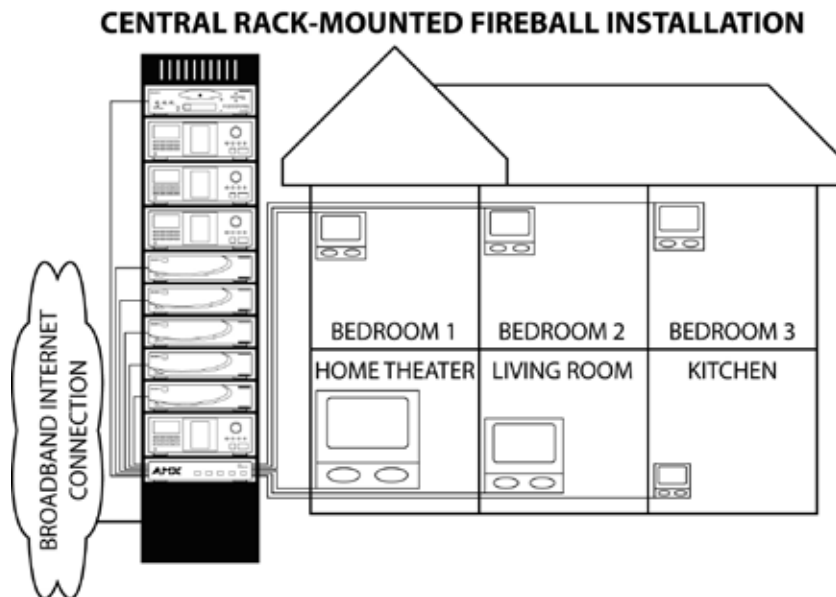 CENTRAL RACK-MOUNTED FIREBALL INSTALLATION
BROADBAND INTERNET
CONNECTION
AMX
BEDROOM 1
BEDROOM 2
BEDROOM 3
HOME THEATER
LIVING ROOM
KITCHEN